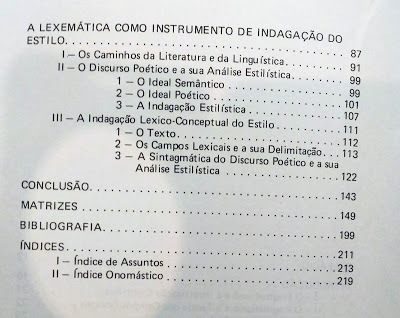 A LEXEMÁTICA COMO INSTRUMENTO DE INDAGAÇÃO DO
ESTILO. . . . . . . . . . . . . . . . . . . . . . . . . . . . . . . . . . 87
I – Os Caminhos da Literatura e da Linguística. . . . . . . . . . 91
II – O Discurso Poético e a sua Análise Estilística. . . . . . . . . 99
1 – O Ideal Semântico . . . . . . . . . . . . . . . . . . . . . 99
2 – O Ideal Poético . . . . . . . . . . . . . . . . . . . . . . 101
3 – A Indagação Estilística . . . . . . . . . . . . . . . . . . 107
III – A Indagação Lexico-Conceptual do Estilo . . . . . . . . . . 111
1 – O Texto. . . . . . . . . . . . . . . . . . . . . . . . . . 112
2 – Os Campos Lexicais e a sua Delimitação. . . . 113
3 – A Sintagmática do Discurso Poético e a sua
Análise Estilística . . . . . . . . . . . . . . . . . . . . 122
CONCLUSÃO. . . . . . . . . . . . . . . . . . . . . . . . . . . . . . 143
MATRIZES . . . . . . . . . . . . . . . . . . . . . . . . . . . . . . 149
BIBLIOGRAFIA. . . . . . . . . . . . . . . . . . . . . . . . . . . . 199
ÍNDICES. . . . . . . . . . . . . . . . . . . . . . . . . . . . . . . . 211
I – Índice de Assuntos . . . . . . . . . . . . . . . . . . . . . . 213
II – Índice Onomástico . . . . . . . . . . . . . . . . . . . . . . 219